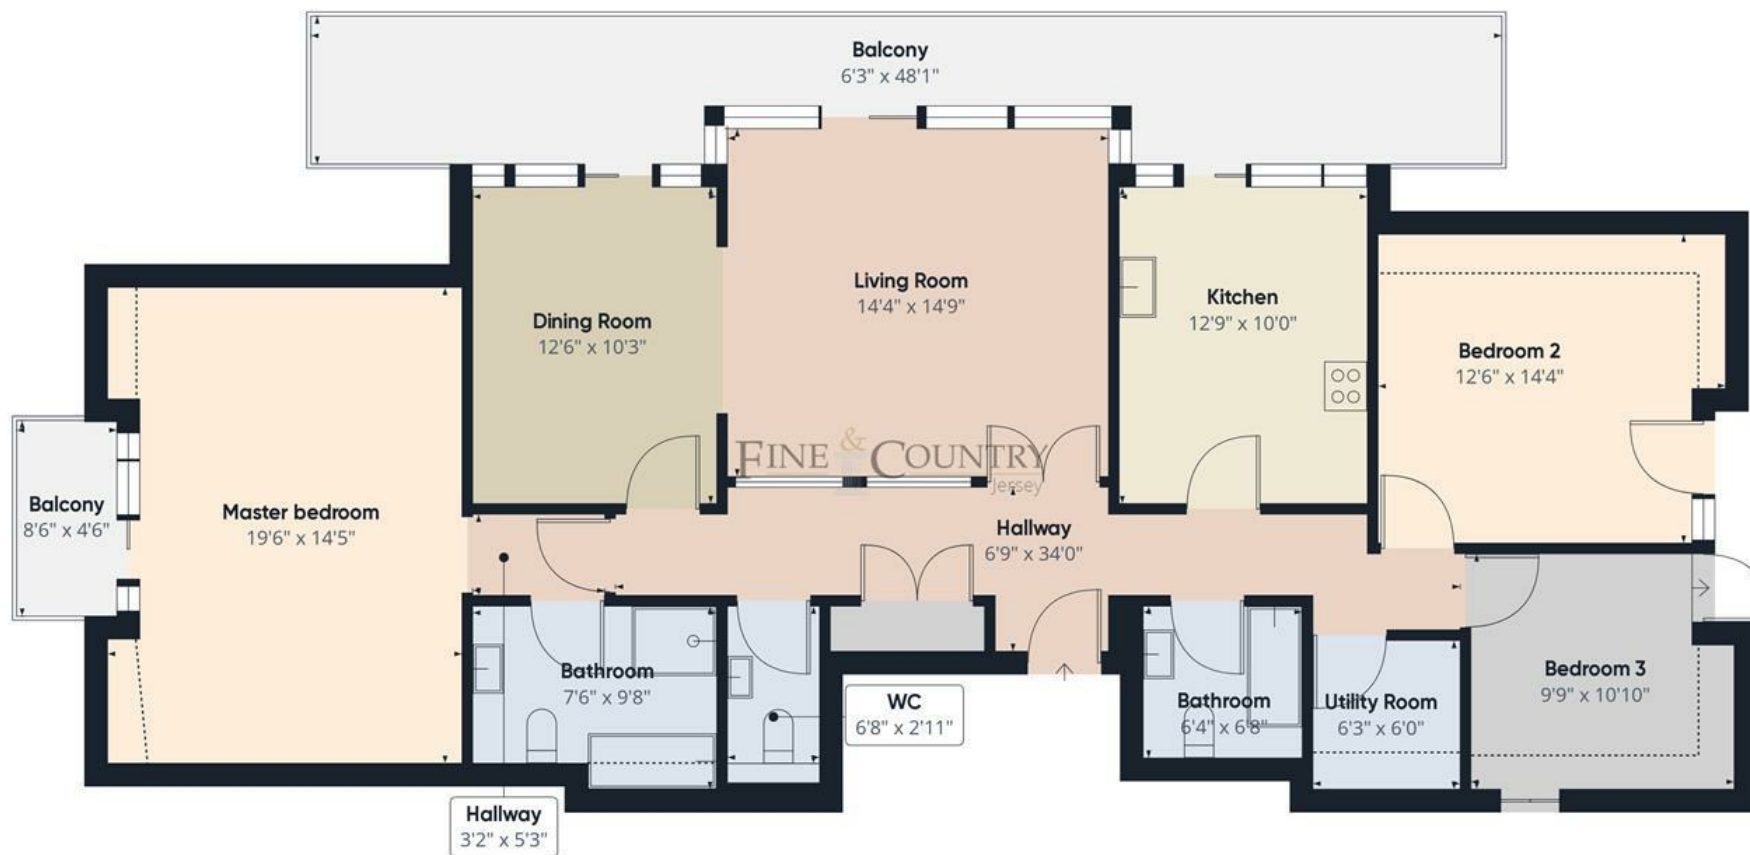 Balcony
6'3" x 48'1"
Living Room
14'4" x 14'9"
Kitchen
12'9" x 10'0"
Dining Room
12'6" x 10'3"
Bedroom 2
12'6" x 14'4"
FINE & COUNTRY
Jersey
Balcony
8'6" x 4'6"
Master bedroom
19'6" x 14'5"
Hallway
6'9" x 34'0"
Bathroom
7'6" x 9'8"
WC
6'8" x 2'11"
Bathroom
6'4" x 6'8"
Utility Room
6'3" x 6'0"
Bedroom 3
9'9" x 10'10"
Hallway
3'2" x 5'3"